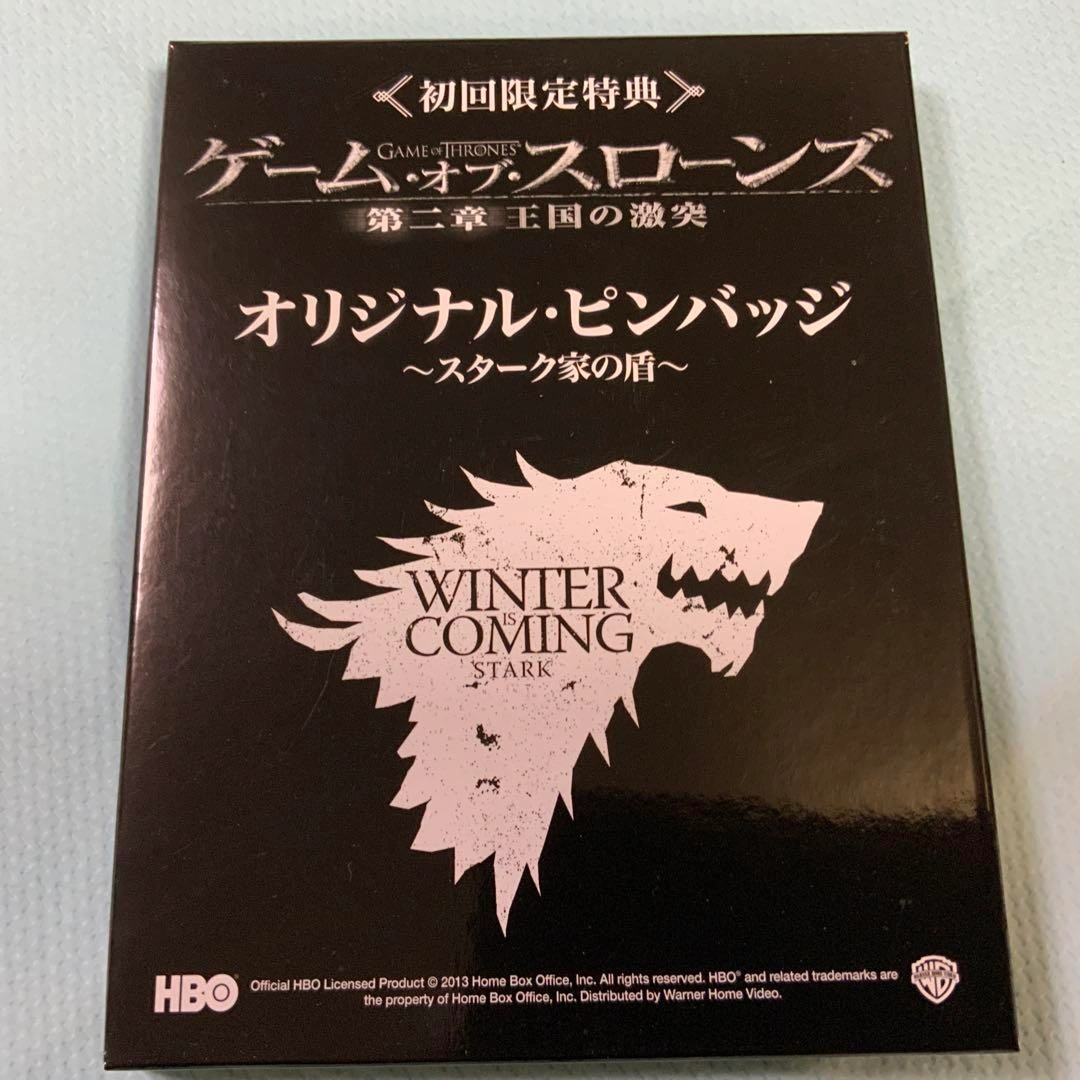 初回限定特典
GAME OF THRONES
ゲーム・オブ・スローンズ
第二章 王国の激突
オリジナル・ピンバッジ
～スターク家の盾～
WINTER
IS
COMING
STARK
HBO
Official HBO Licensed Product © 2013 Home Box Office, Inc. All rights reserved. HBO® and related trademarks are
the property of Home Box Office, Inc. Distributed by Warner Home Video.
WB